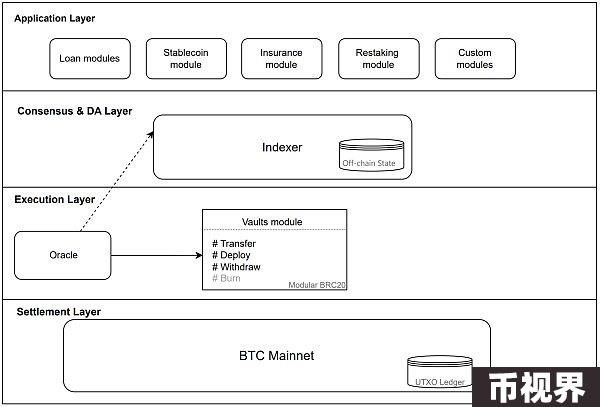 Application Layer
Loan modules
Stablecoin
module
Insurance
module
Restaking
module
Custom
modules
Consensus & DA Layer
Indexer
Off-chain State
Execution Layer
Oracle
Vaults module
# Transfer
# Deploy
# Withdraw
# Burn
Modular BRC20
Settlement Layer
BTC Mainnet
UTXO Ledger
币视界